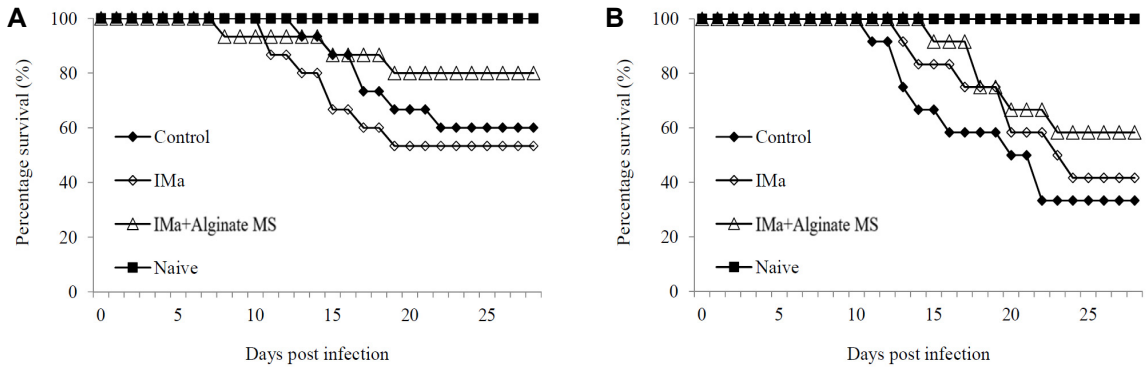 A
Percentage survival (%)
100
80
60
40
20
0
Control
IMa
IMa+Alginate MS
Naive
0 5 10 15 20 25
Days post infection
B
Percentage survival (%)
100
80
60
40
20
0
Control
IMa
IMa+Alginate MS
Naive
0 5 10 15 20 25
Days post infection